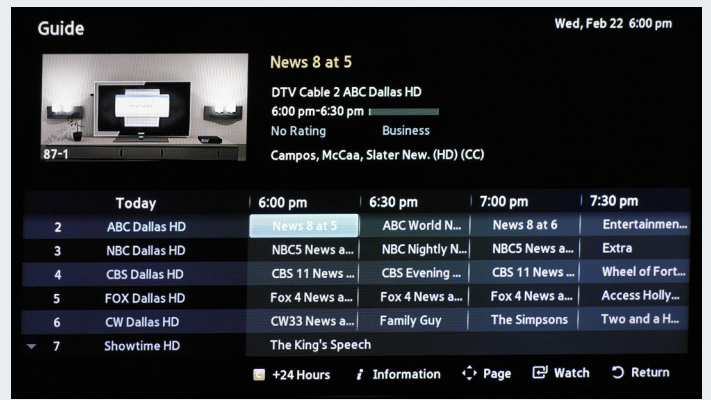 Guide
Wed, Feb 22 6:00 pm
News 8 at 5
DTV Cable 2 ABC Dallas HD
6:00 pm-6:30 pm
No Rating Business
87-1
Campos, McCaa, Slater New. (HD) (CC)
Today 6:00 pm 6:30 pm 7:00 pm 7:30 pm
2 ABC Dallas HD News 8 at 5 ABC World N... News 8 at 6 Entertainmen...
3 NBC Dallas HD NBC5 News a... NBC Nightly N... NBC5 News a... Extra
4 CBS Dallas HD CBS 11 News ... CBS Evening ... CBS 11 News ... Wheel of Fort...
5 FOX Dallas HD Fox 4 News a... Fox 4 News a... Fox 4 News a... Access Holly...
6 CW Dallas HD CW33 News a... Family Guy The Simpsons Two and a H...
7 Showtime HD The King's Speech
+24 Hours i Information Page Watch Return